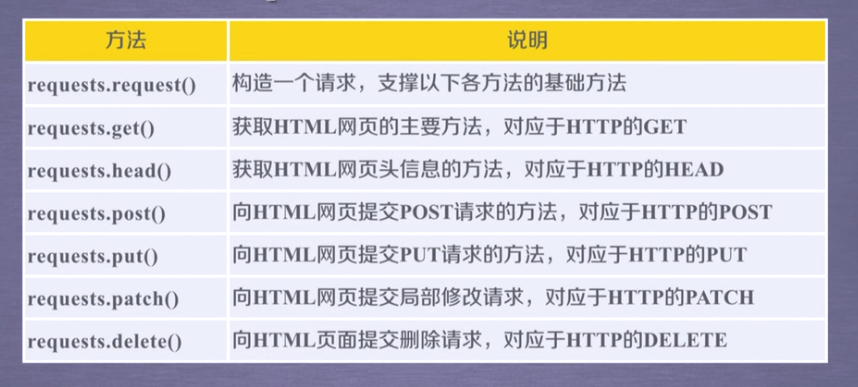 方法 说明
requests.request() 构造一个请求，支撑以下各方法的基础方法
requests.get() 获取HTML网页的主要方法，对应于HTTP的GET
requests.head() 获取HTML网页头信息的方法，对应于HTTP的HEAD
requests.post() 向HTML网页提交POST请求的方法，对应于HTTP的POST
requests.put() 向HTML网页提交PUT请求的方法，对应于HTTP的PUT
requests.patch() 向HTML网页提交局部修改请求，对应于HTTP的PATCH
requests.delete() 向HTML页面提交删除请求，对应于HTTP的DELETE